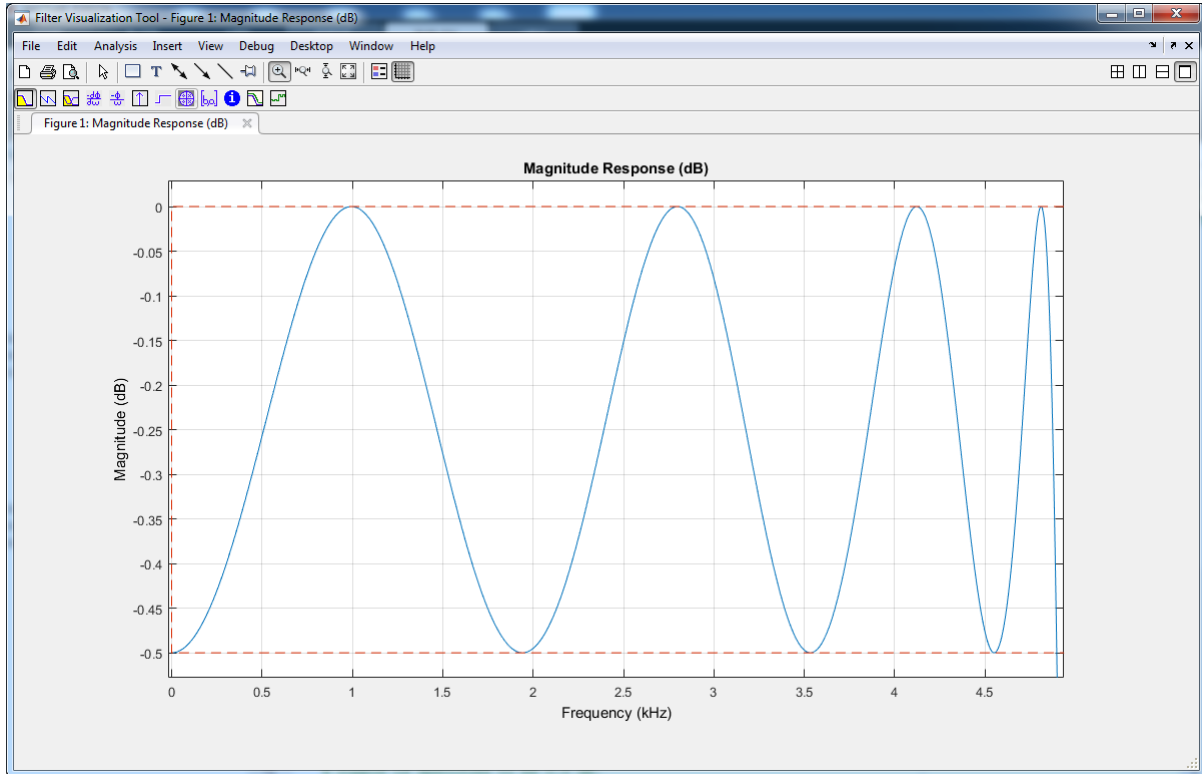 Filter Visualization Tool - Figure 1: Magnitude Response (dB)
File Edit Analysis Insert View Debug Desktop Window Help
Figure 1: Magnitude Response (dB)
Magnitude Response (dB)
0
-0.05
-0.1
-0.15
-0.2
-0.25
-0.3
-0.35
-0.4
-0.45
-0.5
Magnitude (dB)
0 0.5 1 1.5 2 2.5 3 3.5 4 4.5
Frequency (kHz)